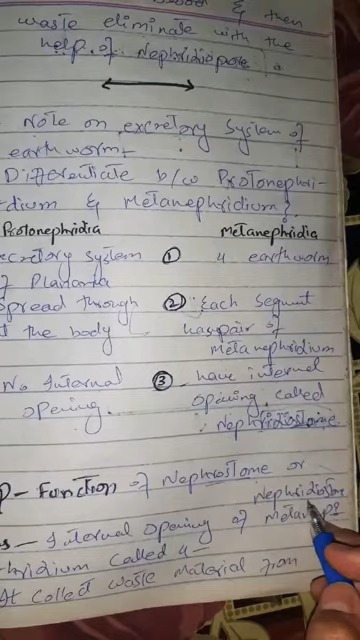 & then
waste eliminate with the
help of Nephridiopore
Note on excretory system of
earthworm
Differentiate b/w Protonephri-
dium & Metanephridium?
Protonephridia Metanephridia
system ① earthworm
of Planaria
Spread through ② Each segment
the body has pair of
Metanephridium
No Internal ③ have internal
opening. opening called
Nephridiostome
Function of Nephrostome or
Nephridiostome
Internal opening of
called
waste material from